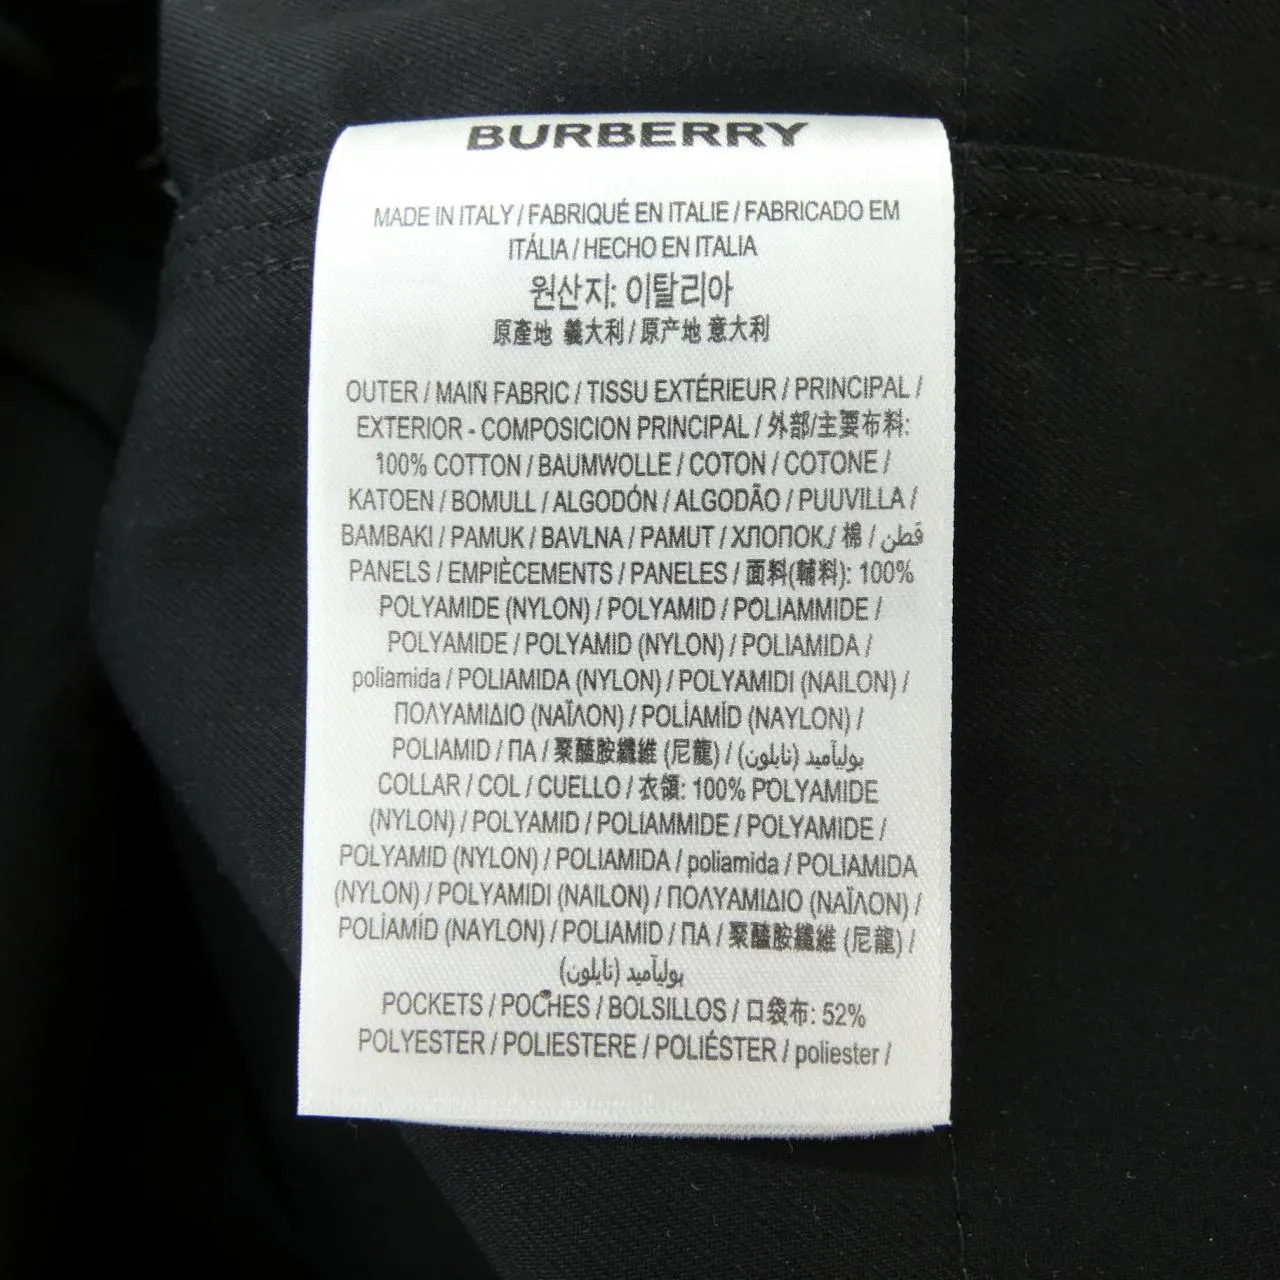 BURBERRY
MADE IN ITALY / FABRIQUÉ EN ITALIE / FABRICADO EM
ITÁLIA / HECHO EN ITALIA
원산지: 이탈리아
原產地 義大利 / 原产地 意大利
OUTER / MAIN FABRIC / TISSU EXTÉRIEUR / PRINCIPAL /
EXTERIOR - COMPOSICION PRINCIPAL / 外部/主要布料:
100% COTTON / BAUMWOLLE / COTON / COTONE /
KATOEN / BOMULL / ALGODÓN / ALGODÃO / PUUVILLA /
BAMBAKI / PAMUK / BAVLNA / PAMUT / ХЛОПОК / 棉 / قطن
PANELS / EMPIÈCEMENTS / PANELES / 面料(輔料): 100%
POLYAMIDE (NYLON) / POLYAMID / POLIAMMIDE /
POLYAMIDE / POLYAMID (NYLON) / POLIAMIDA /
poliamida / POLIAMIDA (NYLON) / POLYAMIDI (NAILON) /
ΠΟΛΥΑΜΙΔΙΟ (ΝΑΪΛΟΝ) / POLİAMİD (NAYLON) /
POLIAMID / ПА / 聚醯胺纖維 (尼龍) / بولیآمید (نایلون)
COLLAR / COL / CUELLO / 衣領: 100% POLYAMIDE
(NYLON) / POLYAMID / POLIAMMIDE / POLYAMIDE /
POLYAMID (NYLON) / POLIAMIDA / poliamida / POLIAMIDA
(NYLON) / POLYAMIDI (NAILON) / ΠΟΛΥΑΜΙΔΙΟ (ΝΑΪΛΟΝ) /
POLİAMİD (NAYLON) / POLIAMID / ПА / 聚醯胺纖維 (尼龍) /
بولیآمید (نایلون)
POCKETS / POCHES / BOLSILLOS / 口袋布: 52%
POLYESTER / POLIESTERE / POLIÉSTER / poliester /